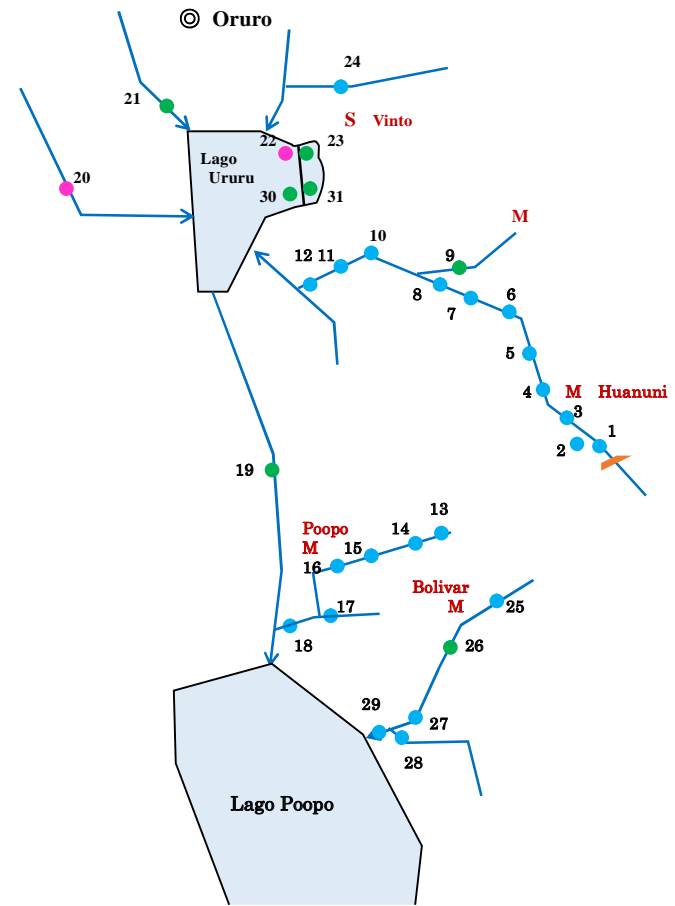 Oruro
24
21
S Vinto
22 23
Lago
Ururu
20
30 31
M
10
12 11 9
8 7 6
5
4 M Huanuni
3
2 1
19
13
Poopo
M
14
15
16
Bolivar
M
25
17
18
26
29
27
28
Lago Poopo